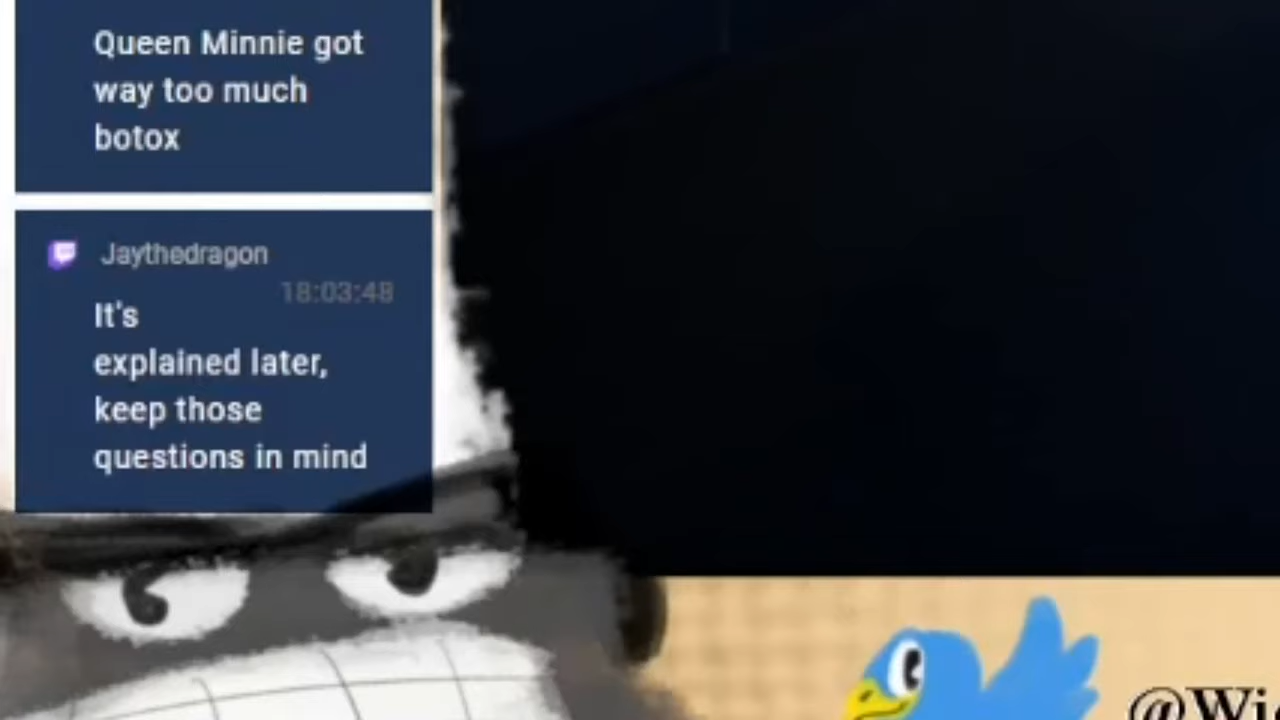 Queen Minnie got
way too much
botox
Jaythedragon
18:03:48
It's
explained later,
keep those
questions in mind